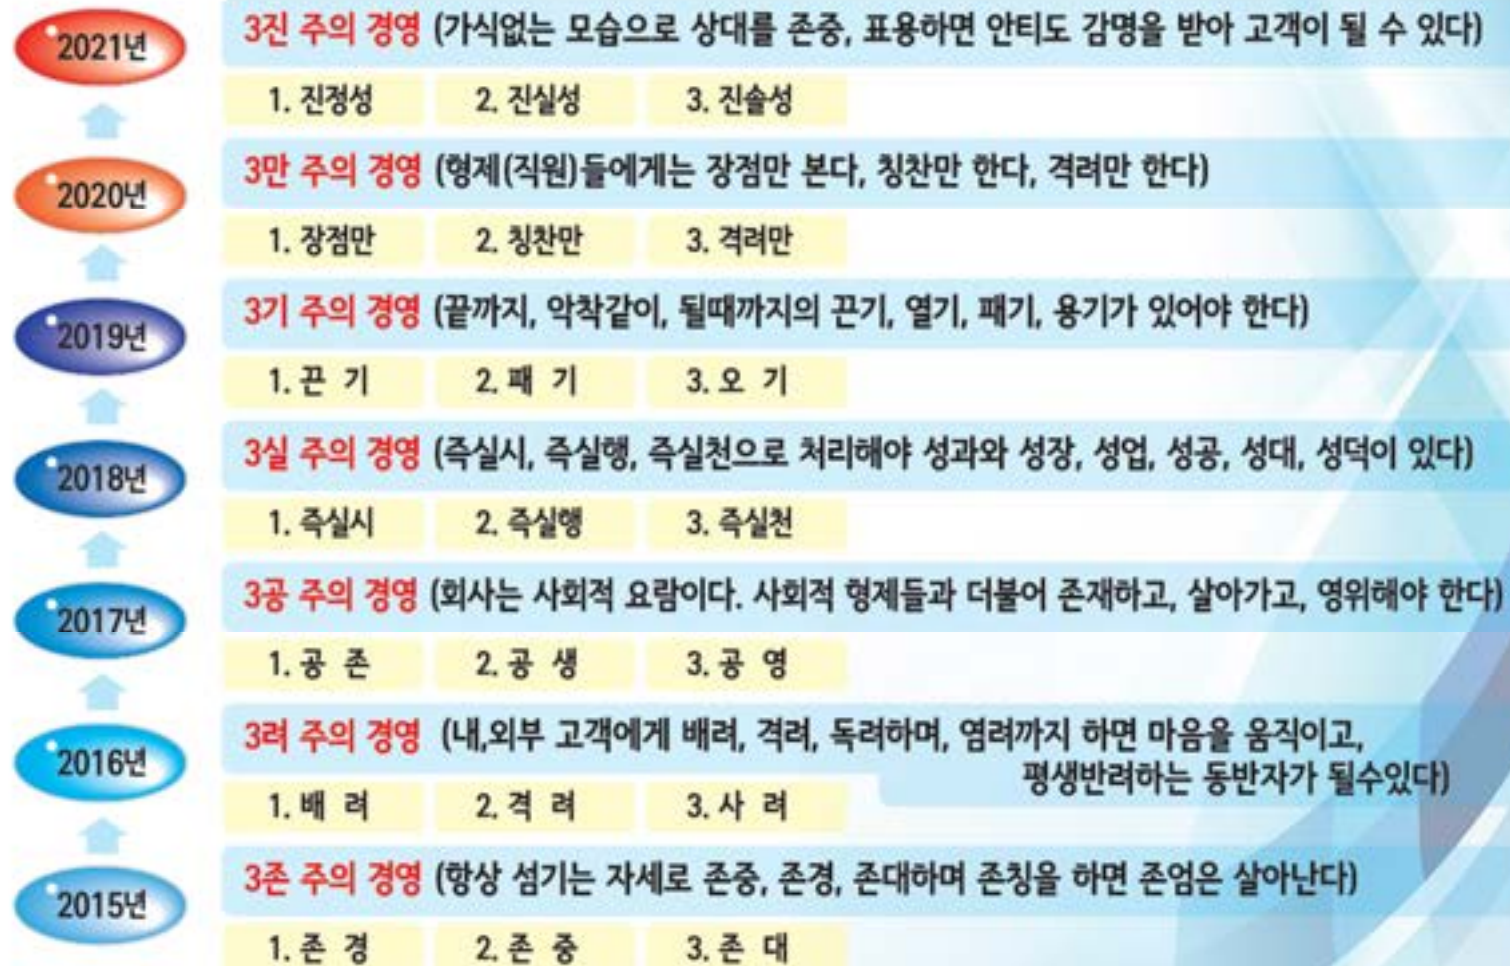 2021년
3진 주의 경영 (가식없는 모습으로 상대를 존중, 표용하면 안티도 감명을 받아 고객이 될 수 있다)
1. 진정성 2. 진실성 3. 진솔성
2020년
3만 주의 경영 (형제(직원)들에게는 장점만 본다, 칭찬만 한다, 격려만 한다)
1. 장점만 2. 칭찬만 3. 격려만
2019년
3기 주의 경영 (끝까지, 악착같이, 될때까지의 끈기, 열기, 패기, 용기가 있어야 한다)
1. 끈 기 2. 패 기 3. 오 기
2018년
3실 주의 경영 (즉실시, 즉실행, 즉실천으로 처리해야 성과와 성장, 성업, 성공, 성대, 성덕이 있다)
1. 즉실시 2. 즉실행 3. 즉실천
2017년
3공 주의 경영 (회사는 사회적 요람이다. 사회적 형제들과 더불어 존재하고, 살아가고, 영위해야 한다)
1. 공 존 2. 공 생 3. 공 영
2016년
3려 주의 경영 (내,외부 고객에게 배려, 격려, 독려하며, 염려까지 하면 마음을 움직이고,
평생반려하는 동반자가 될수있다)
1. 배 려 2. 격 려 3. 사 려
2015년
3존 주의 경영 (항상 섬기는 자세로 존중, 존경, 존대하며 존칭을 하면 존엄은 살아난다)
1. 존 경 2. 존 중 3. 존 대